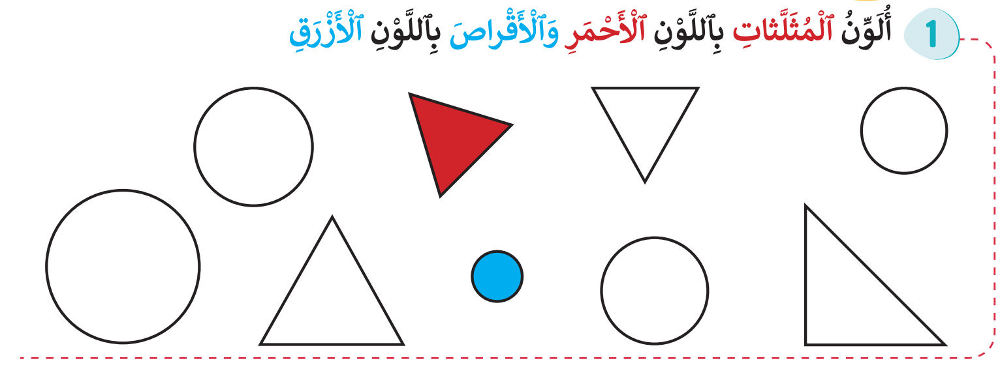 1 أُلَوِّنُ ٱلْمُثَلَّثاتِ بِٱللَّوْنِ ٱلْأَحْمَرِ وَٱلْأَقْراصَ بِٱللَّوْنِ ٱلْأَزْرَقِ